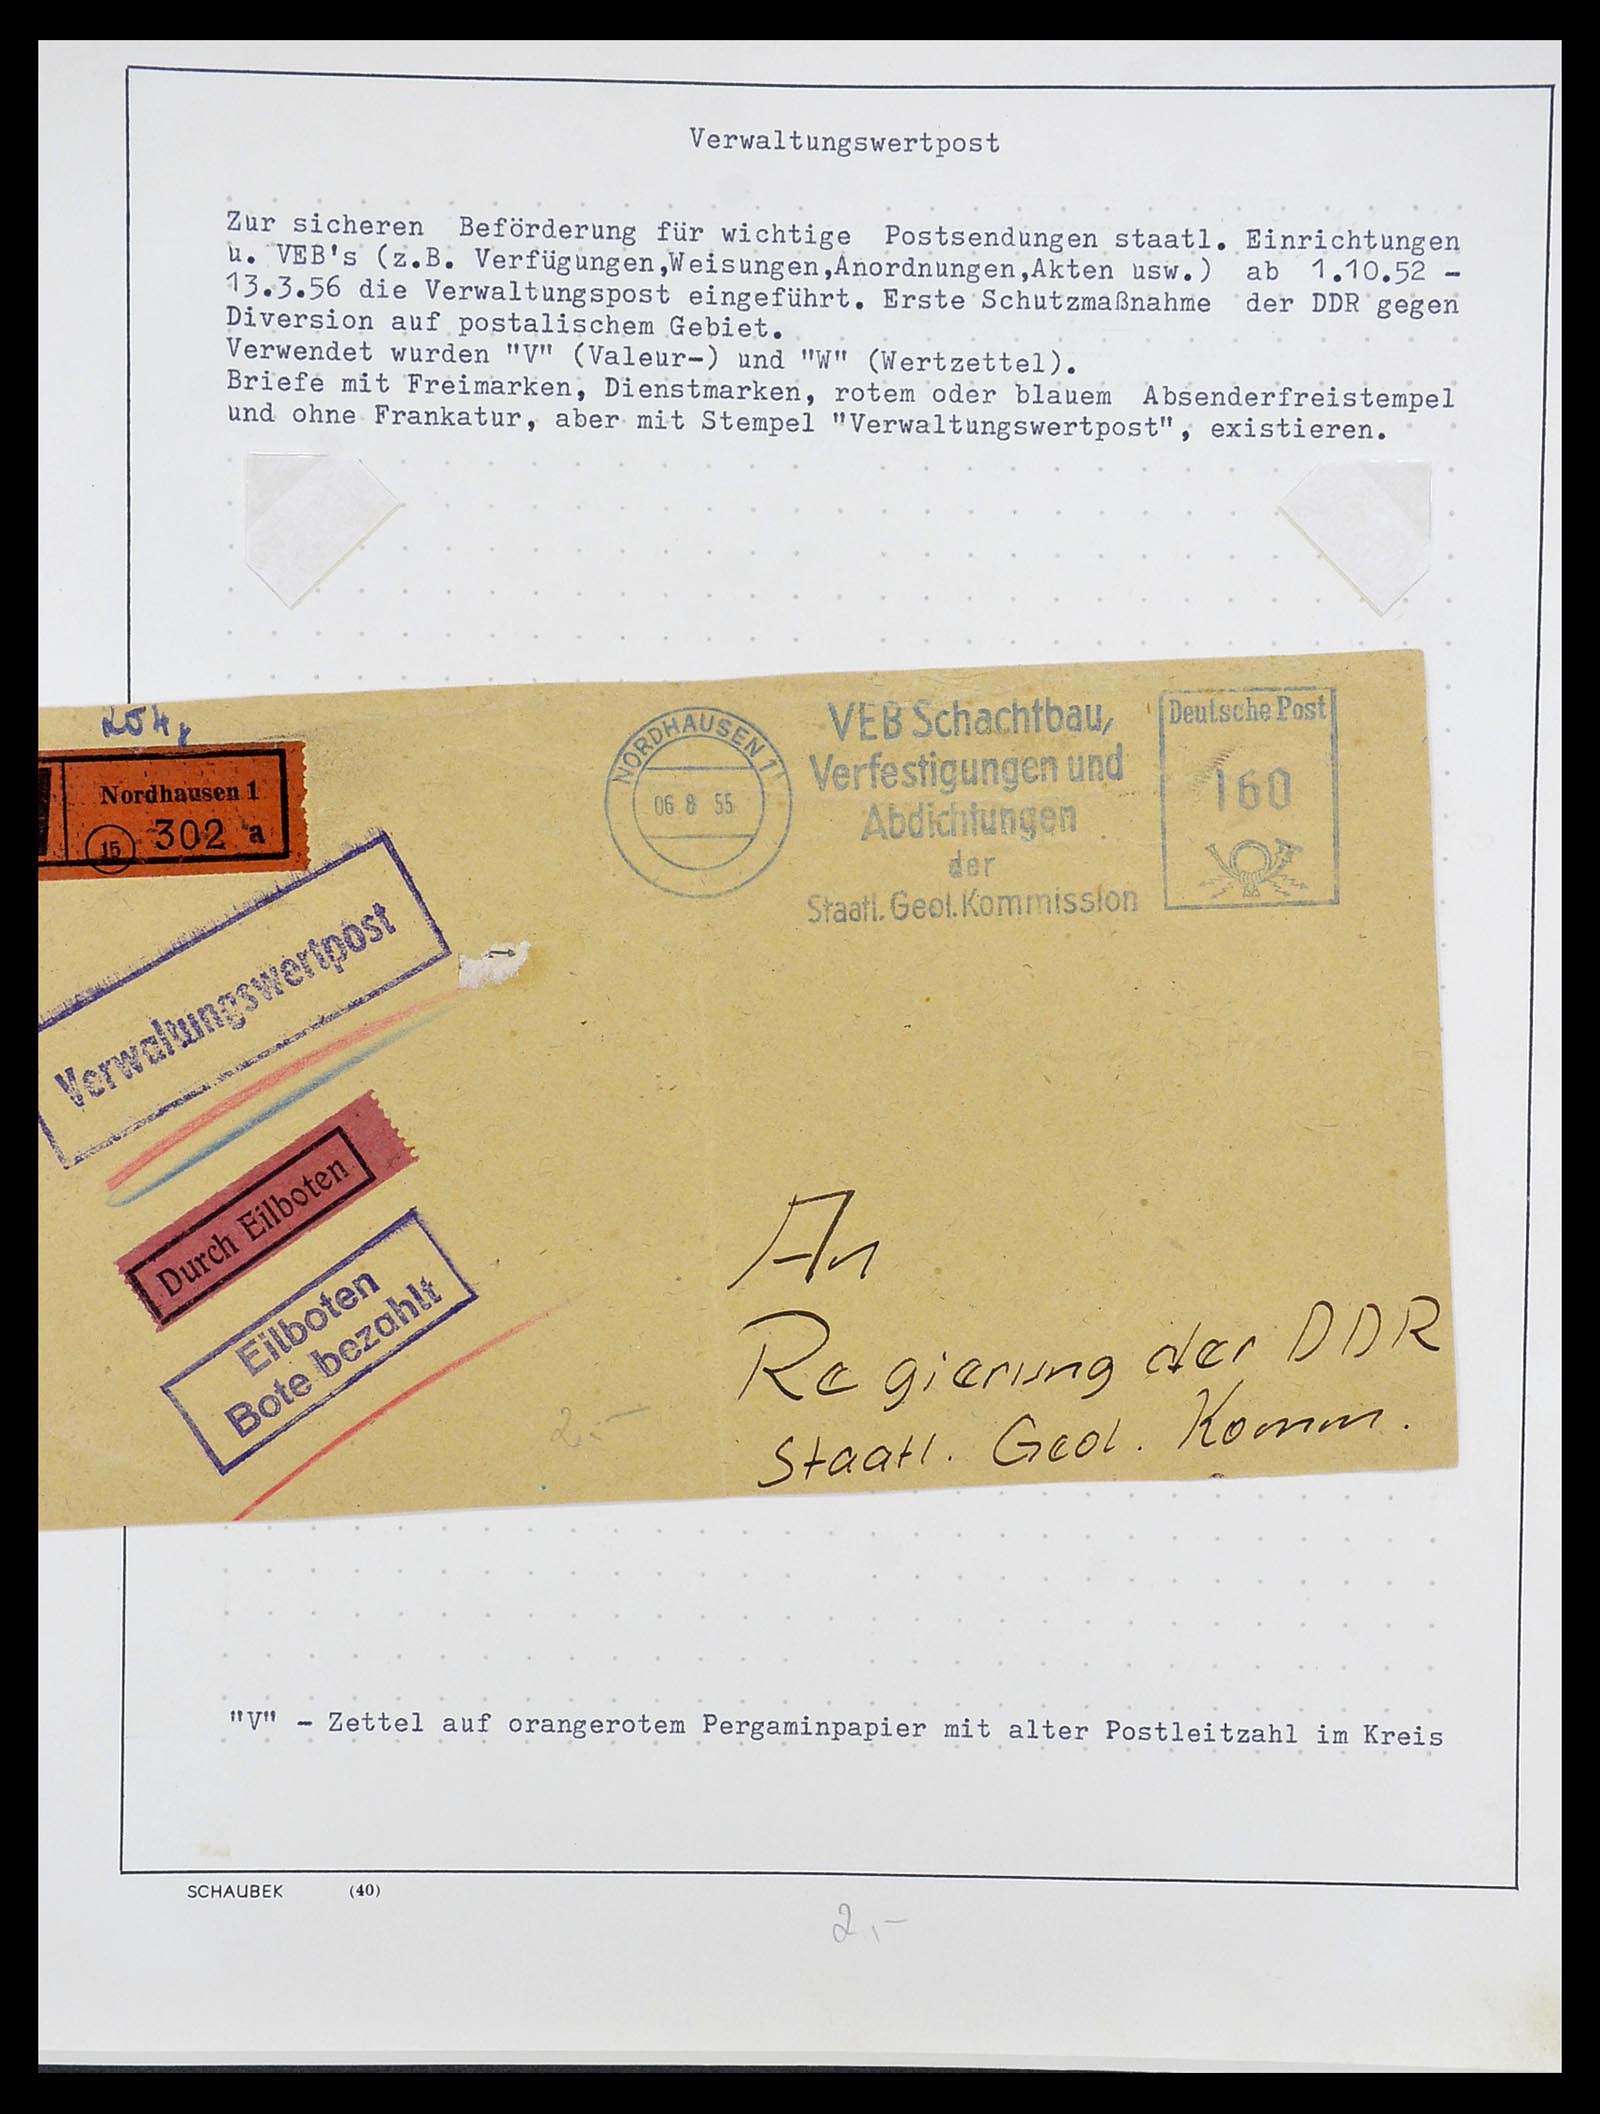 Verwaltungswertpost
Zur sicheren Beförderung für wichtige Postsendungen staatl. Einrichtungen
u. VEB's (z.B. Verfügungen,Weisungen,Anordnungen,Akten usw.) ab 1.10.52 -
13.3.56 die Verwaltungspost eingeführt. Erste Schutzmaßnahme der DDR gegen
Diversion auf postalischem Gebiet.
Verwendet wurden "V" (Valeur-) und "W" (Wertzettel).
Briefe mit Freimarken, Dienstmarken, rotem oder blauem Absenderfreistempel
und ohne Frankatur, aber mit Stempel "Verwaltungswertpost", existieren.
Nordhausen 1
15 302 a
NORDHAUSEN 1
06 8 55
VEB Schachtbau,
Verfestigungen und
Abdichtungen
der
Staatl. Geol. Kommission
Deutsche Post
160
Verwaltungswertpost
Durch Eilboten
Eilboten
Bote bezahlt
An
Regierung der DDR
Staatl. Geol. Komm.
2.-
"V" - Zettel auf orangerotem Pergaminpapier mit alter Postleitzahl im Kreis
SCHAUBEK (40)
2,-